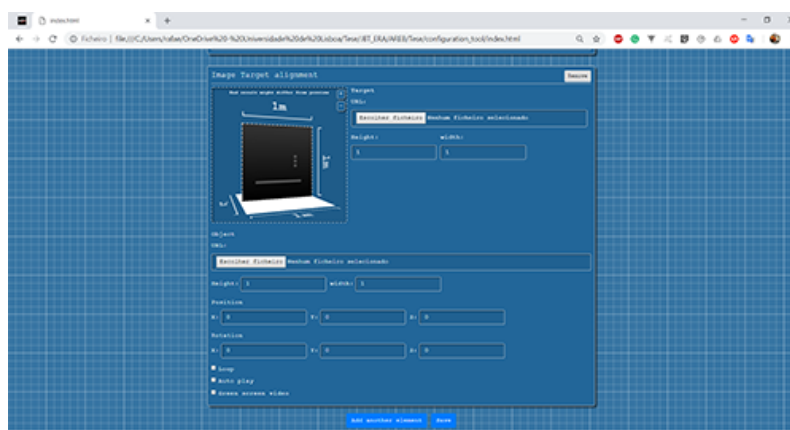 index.html
Ficheiro | file:///C:/Users/rafae/OneDrive%20-%20Universidade%20de%20Lisboa/Tese/
configuration_tool/index.html
Image Target alignment
Remove
1m
1m
Target
URL:
Escolher ficheiro Nenhum ficheiro selecionado
Height: width:
1 1
Object
URL:
Escolher ficheiro Nenhum ficheiro selecionado
Height: 1 width: 1
Position
X: 0 Y: 0 Z: 0
Rotation
X: 0 Y: 0 Z: 0
Loop
Auto play
Green screen video
Add another element Save